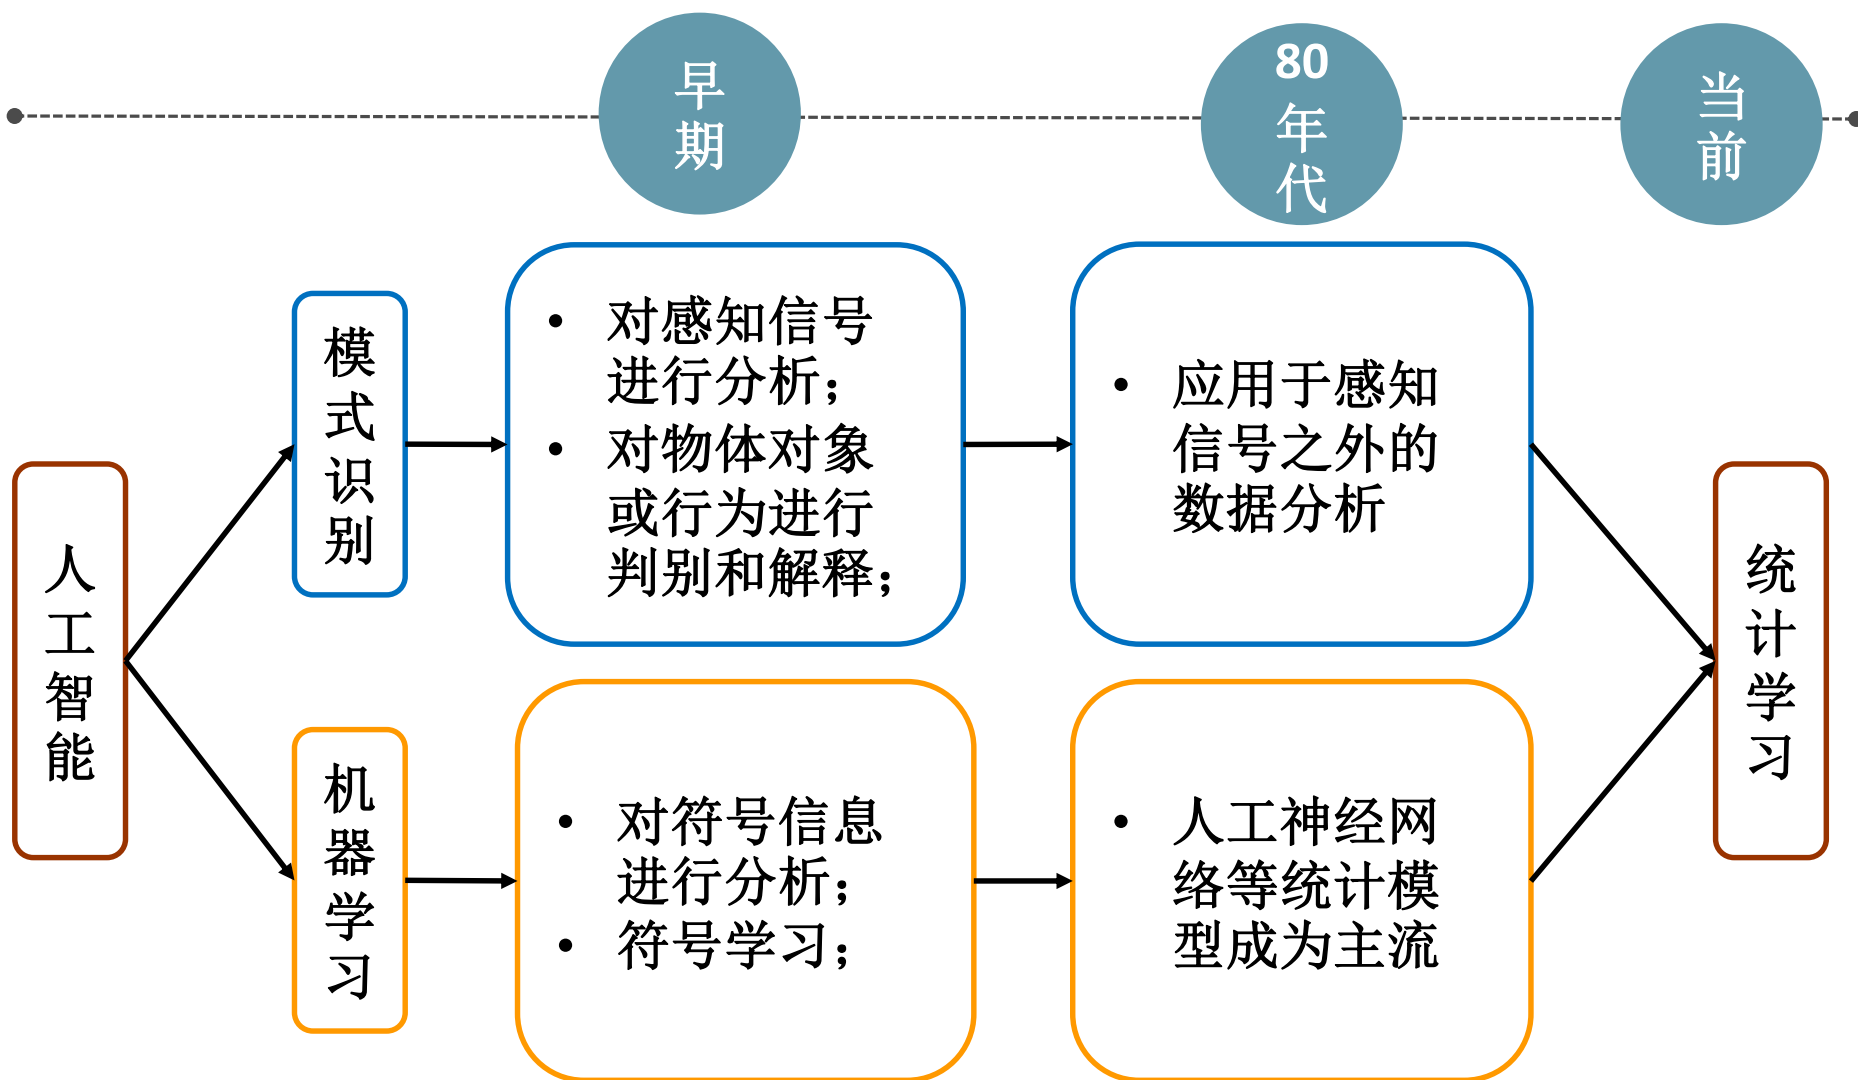 早
期
80
年
代
当
前
人
工
智
能
模
式
识
别
• 对感知信号
进行分析；
• 对物体对象
或行为进行
判别和解释；
• 应用于感知
信号之外的
数据分析
机
器
学
习
• 对符号信息
进行分析；
• 符号学习；
• 人工神经网
络等统计模
型成为主流
统
计
学
习